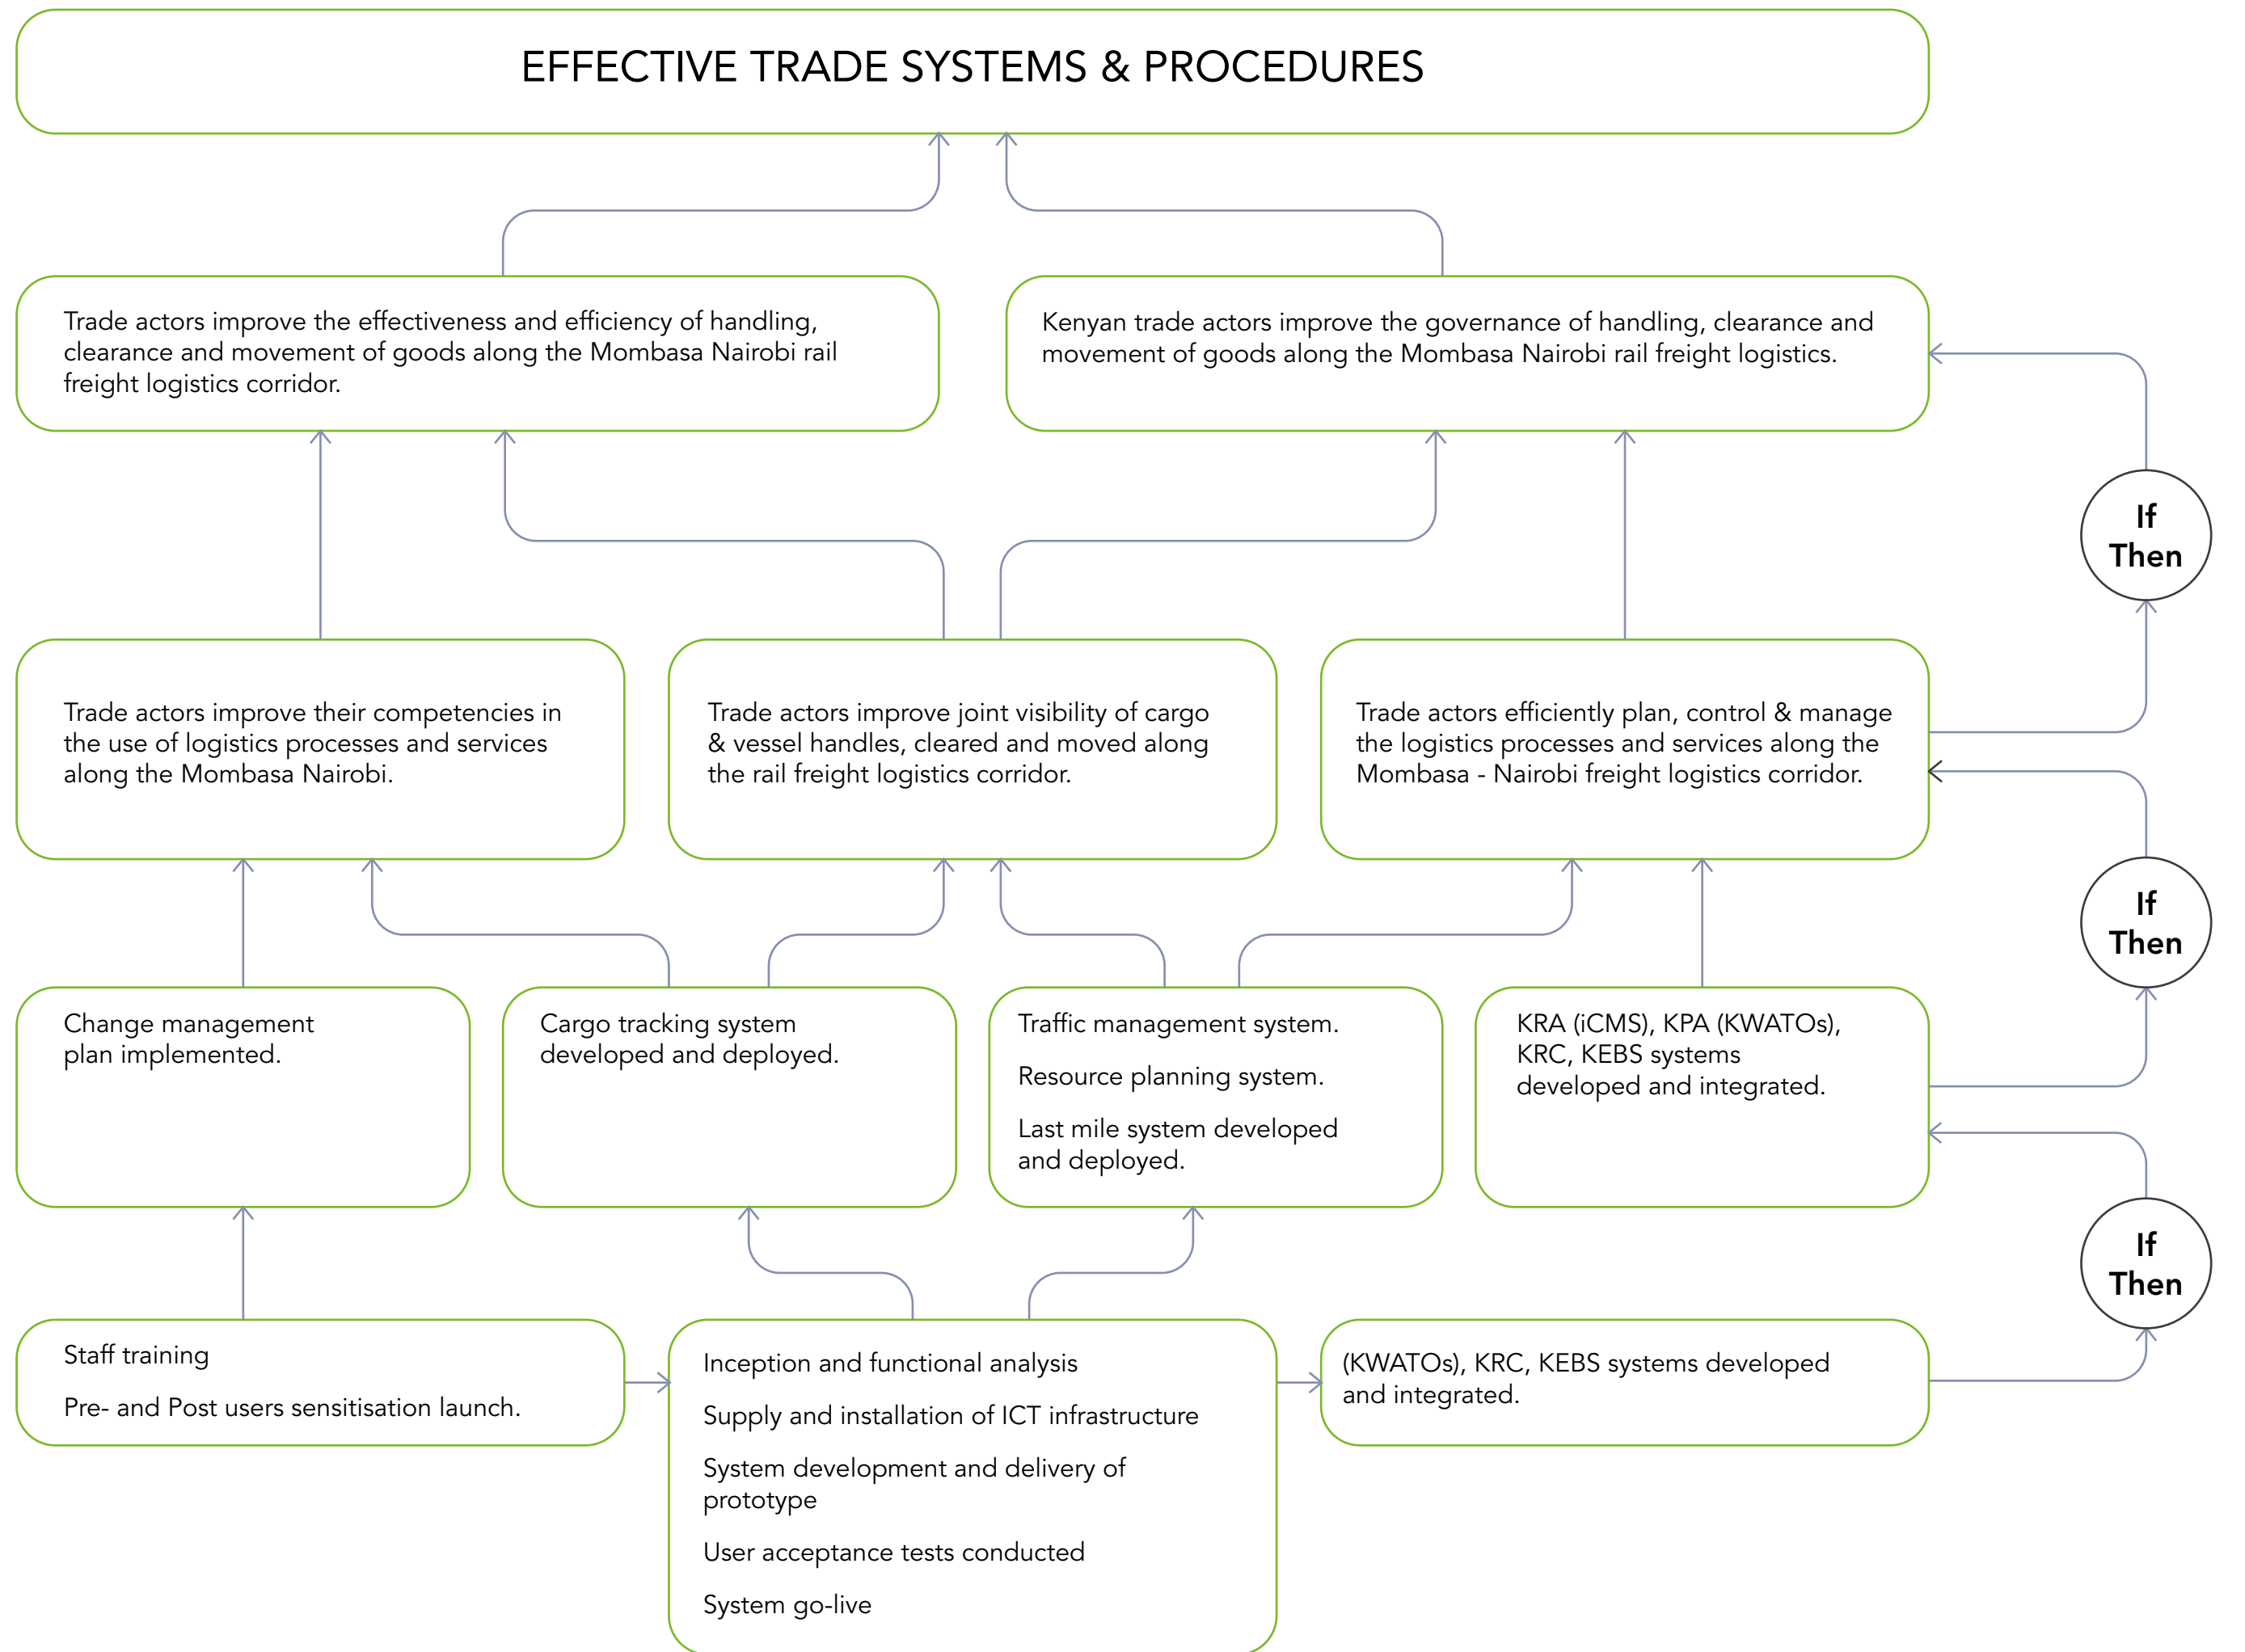 EFFECTIVE TRADE SYSTEMS & PROCEDURES
Trade actors improve the effectiveness and efficiency of handling,
clearance and movement of goods along the Mombasa Nairobi rail
freight logistics corridor.
Kenyan trade actors improve the governance of handling, clearance and
movement of goods along the Mombasa Nairobi rail freight logistics.
If
Then
Trade actors improve their competencies in
the use of logistics processes and services
along the Mombasa Nairobi.
Trade actors improve joint visibility of cargo
& vessel handles, cleared and moved along
the rail freight logistics corridor.
Trade actors efficiently plan, control & manage
the logistics processes and services along the
Mombasa - Nairobi freight logistics corridor.
If
Then
Change management
plan implemented.
Cargo tracking system
developed and deployed.
Traffic management system.
Resource planning system.
Last mile system developed
and deployed.
KRA (iCMS), KPA (KWATOs),
KRC, KEBS systems
developed and integrated.
If
Then
Staff training
Pre- and Post users sensitisation launch.
Inception and functional analysis
Supply and installation of ICT infrastructure
System development and delivery of
prototype
User acceptance tests conducted
System go-live
(KWATOs), KRC, KEBS systems developed
and integrated.